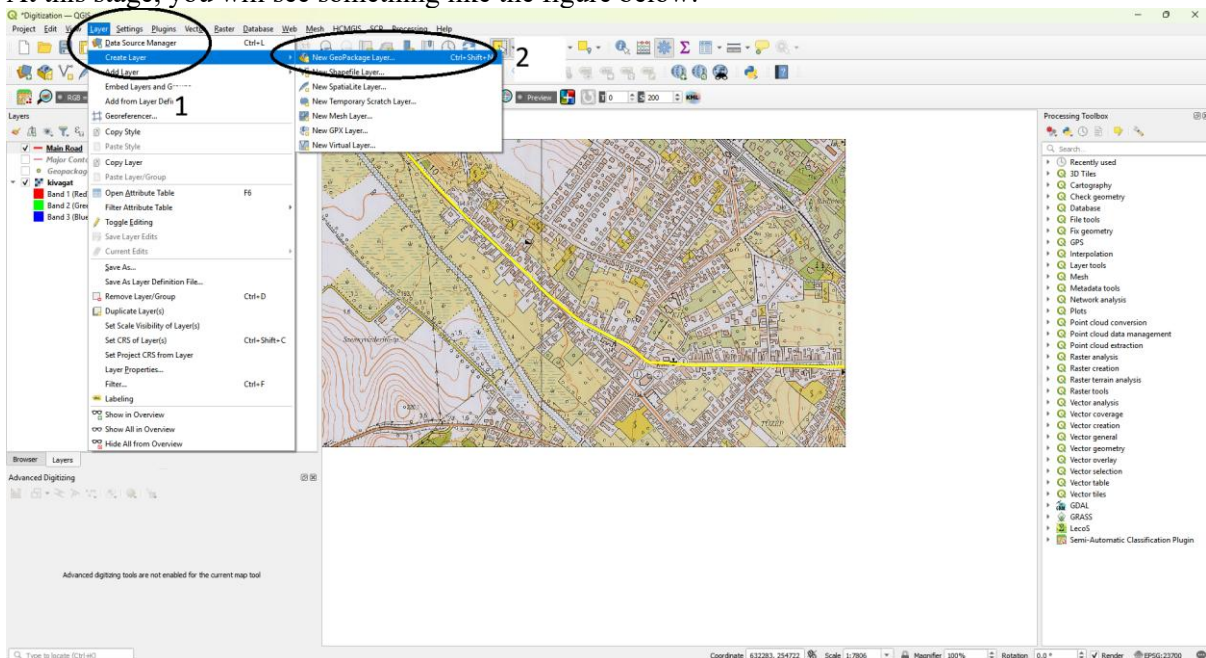 At this stage, you will see something like the figure below.
*Digitization — QGIS
Project Edit View Layer Settings Plugins Vector Raster Database Web Mesh HCMGIS SCP Processing Help
Data Source Manager Ctrl+L
Create Layer
Add Layer
Embed Layers and
Add from Layer
Georeferencer...
Copy Style
Paste Style
Copy Layer
Paste Layer/Group
Open Attribute Table F6
Filter Attribute Table
Toggle Editing
Save Layer Edits
Current Edits
Save As...
Save As Layer Definition File...
Remove Layer/Group Ctrl+D
Duplicate Layer(s)
Set Scale Visibility of Layer(s)
Set CRS of Layer(s) Ctrl+Shift+C
Set Project CRS from Layer
Layer Properties...
Filter... Ctrl+F
Labeling
Show in Overview
Show All in Overview
Hide All from Overview
1
New GeoPackage Layer... Ctrl+Shift+N
New Shapefile Layer...
New SpatiaLite Layer...
New Temporary Scratch Layer...
New Mesh Layer...
New GPX Layer...
New Virtual Layer...
2
RGB
Preview
0
S 200
KML
Layers
Main Road
Major
kivagat
Band 1 (Red
Band 2
Band 3 (Blue
Browser Layers
Advanced Digitizing
Advanced digitizing tools are not enabled for the current map tool
TÜZÉP
Processing Toolbox
Search...
Recently used
3D Tiles
Cartography
Check geometry
Database
File tools
Fix geometry
GPS
Interpolation
Layer tools
Mesh
Metadata tools
Network analysis
Plots
Point cloud conversion
Point cloud data management
Point cloud extraction
Raster analysis
Raster creation
Raster terrain analysis
Raster tools
Vector analysis
Vector coverage
Vector creation
Vector general
Vector geometry
Vector overlay
Vector selection
Vector table
Vector tiles
GDAL
GRASS
LecoS
Semi-Automatic Classification Plugin
Type to locate (Ctrl+K)
Coordinate 632283, 254722 Scale 1:7806 Magnifier 100% Rotation 0.0 ° Render EPSG:23700